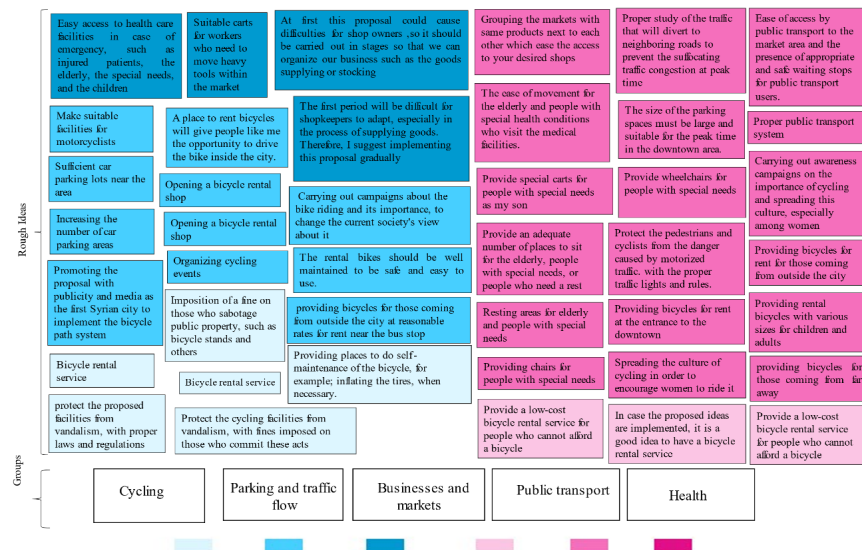 Easy access to health care
facilities in case of
emergency, such as
injured patients, the
elderly, the special needs,
and the children
Suitable carts for
workers who
need to move
heavy tools within
the market
At first this proposal could cause
difficulties for shop owners ,so it should
be carried out in stages so that we can
organize our business such as the goods
supplying or stocking
Grouping the markets with
same products next to
each other which ease the
access to your desired
shops
Proper study of the traffic
that will divert to
neighboring roads to
prevent the suffocating
traffic congestion at peak
time
Ease of access by
public transport to the
market area and the
presence of appropriate
and safe waiting stops
for public transport
users.
Make suitable
facilities for
motorcyclists
A place to rent bicycles
will give people like me
the opportunity to drive
the bike inside the city.
The first period will be difficult for
shopkeepers to adapt, especially in
the process of supplying goods.
Therefore, I suggest implementing
this proposal gradually
The ease of movement for
the elderly and people with
special health conditions
who visit the medical
facilities.
The size of the parking
spaces must be large and
suitable for the peak time
in the downtown area.
Proper public transport
system
Sufficient car
parking lots near the
area
Opening a bicycle rental
shop
Carrying out campaigns about the
bike riding and its importance, to
change the current society's view
about it
Provide special carts for
people with special needs
as my son
Provide wheelchairs for
people with special needs
Carrying out awareness
campaigns on the
importance of cycling
and spreading this
culture, especially
among women
Increasing the
number of car
parking areas
Opening a bicycle rental
shop
Provide an adequate
number of places to sit
for the elderly, people
with special needs, or
people who need a rest
Protect the pedestrians and
cyclists from the danger
caused by motorized
traffic. with the proper
traffic lights and rules.
Providing bicycles for
rent for those coming
from outside the city
Organizing cycling
events
The rental bikes should be well
maintained to be safe and easy to
use.
Promoting the
proposal with
publicity and media as
the first Syrian city to
implement the bicycle
path system
Imposition of a fine on
those who sabotage
public property, such as
bicycle stands and
others
providing bicycles for those coming
from outside the city at reasonable
rates for rent near the bus stop
Resting areas for elderly
and people with special
needs
Providing bicycles for rent
at the entrance to the
downtown
Providing rental
bicycles with various
sizes for children and
adults
Bicycle rental
service
Bicycle rental service
Providing places to do self-
maintenance of the bicycle, for
example; inflating the tires, when
necessary.
Providing chairs for
people with special needs
Spreading the culture of
cycling in order to
encourage women to ride it
providing bicycles for
those coming from far
away
protect the proposed
facilities from
vandalism, with proper
laws and regulations
Protect the cycling facilities from
vandalism, with fines imposed on
those who commit these acts
Provide a low-cost
bicycle rental service for
people who cannot afford
a bicycle
In case the proposed ideas
are implemented, it is a
good idea to have a bicycle
rental service
Provide a low-cost
bicycle rental service
for people who cannot
afford a bicycle
Rough Ideas
Groups
Cycling
Parking and traffic
flow
Businesses and
markets
Public transport
Health